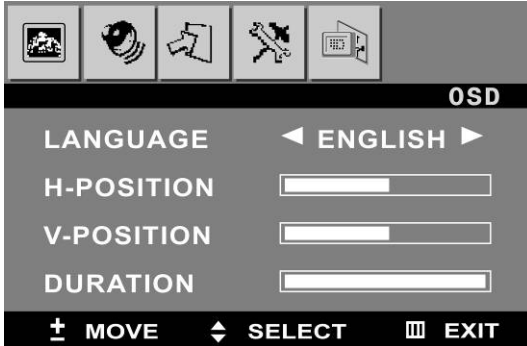 OSD
LANGUAGE ◀ ENGLISH ▶
H-POSITION
V-POSITION
DURATION
± MOVE ◆ SELECT Ⅲ EXIT